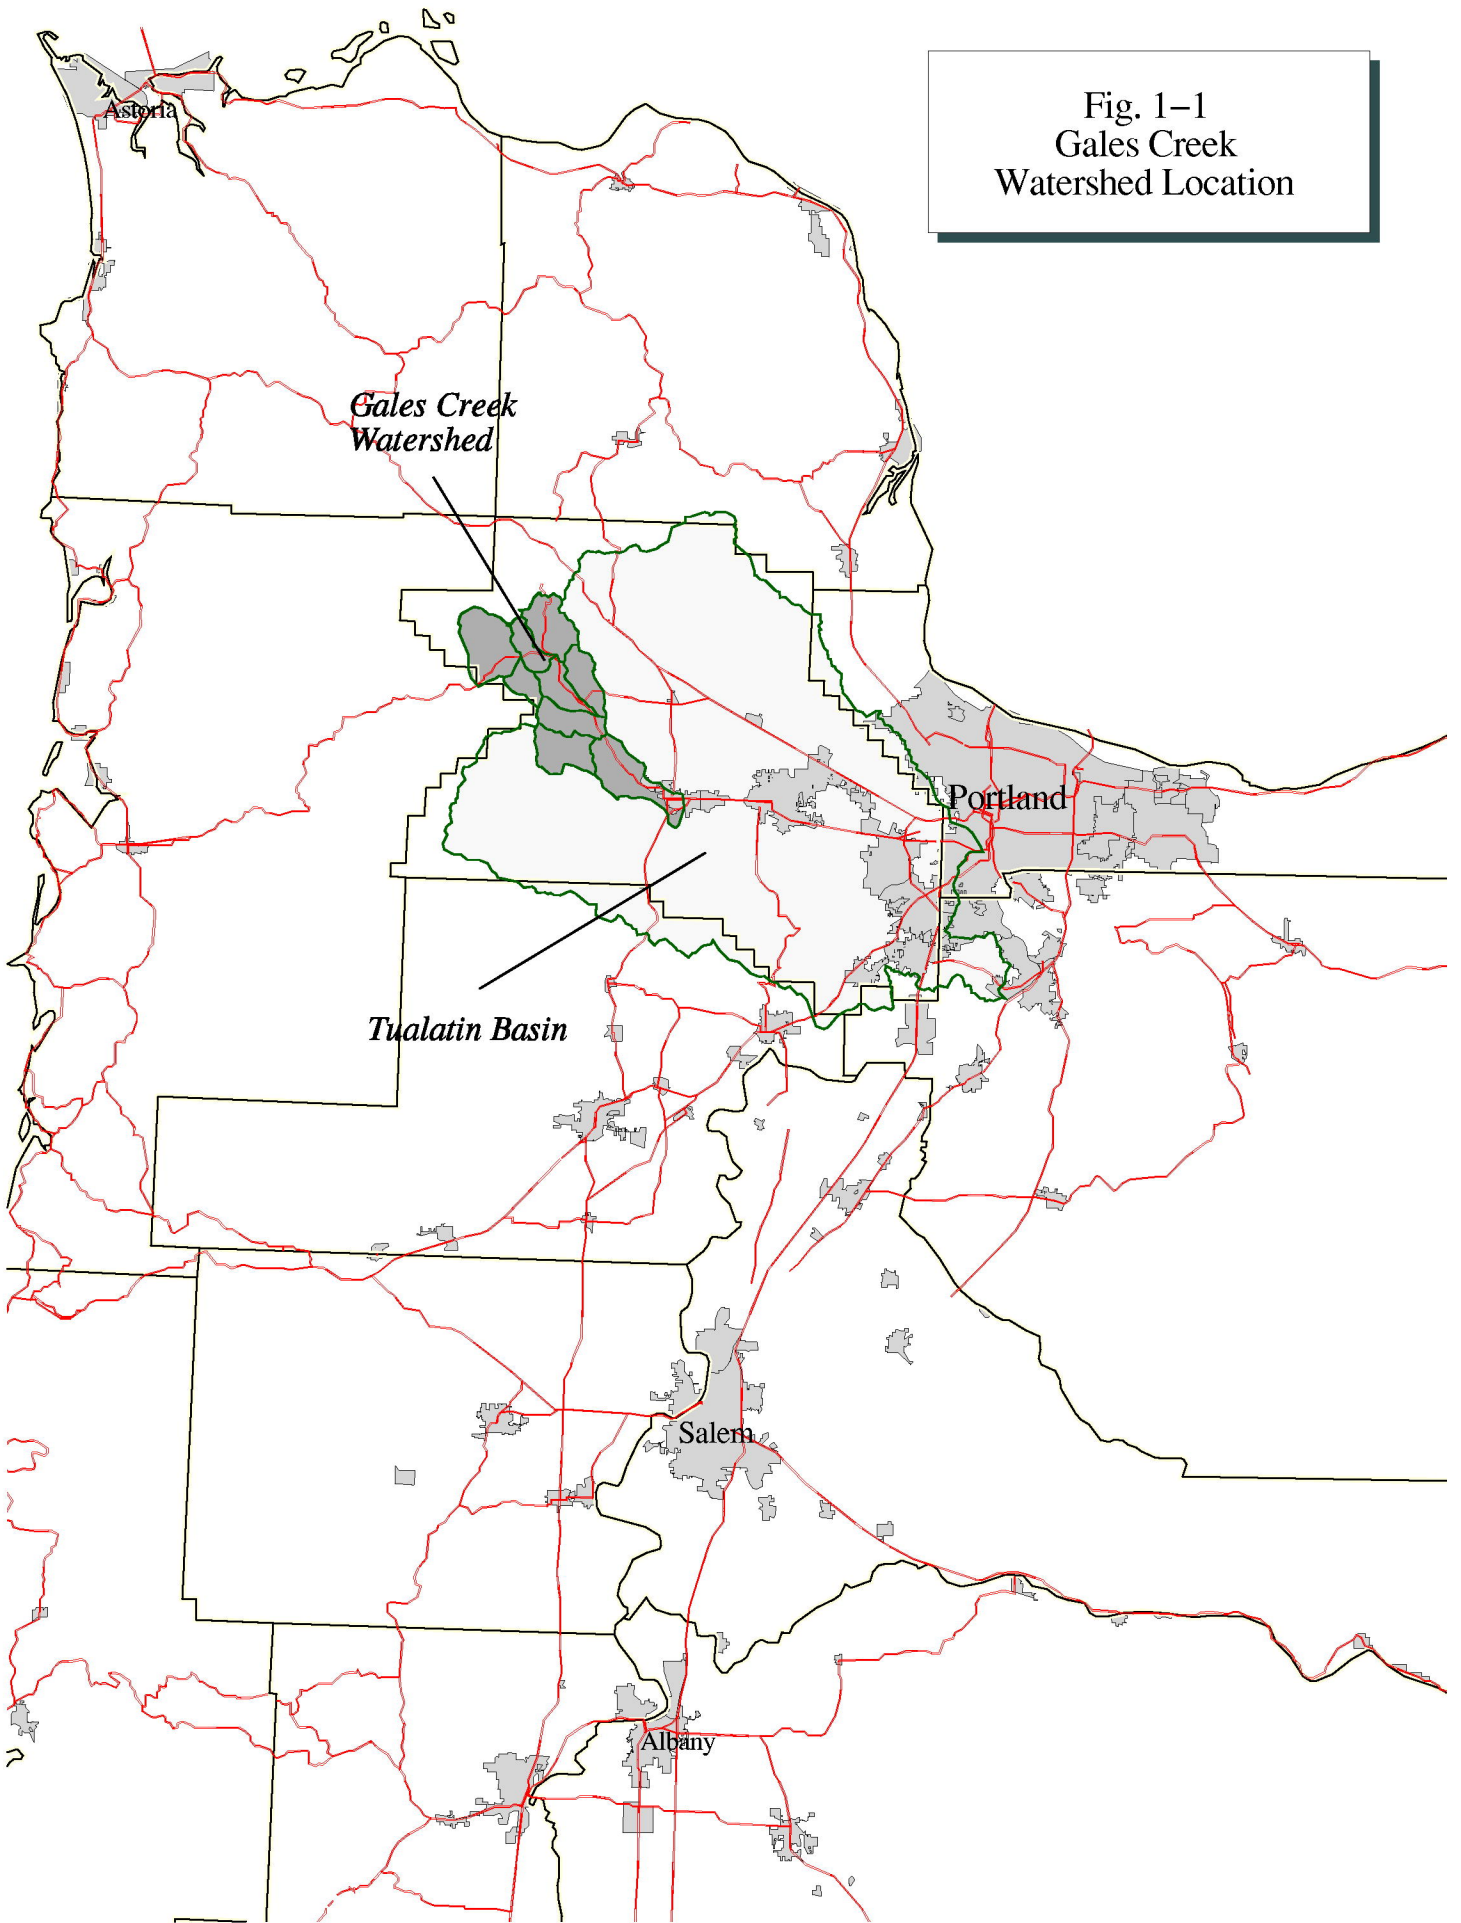 Fig. 1–1
Gales Creek
Watershed Location
Astoria
Gales Creek
Watershed
Portland
Tualatin Basin
Salem
Albany